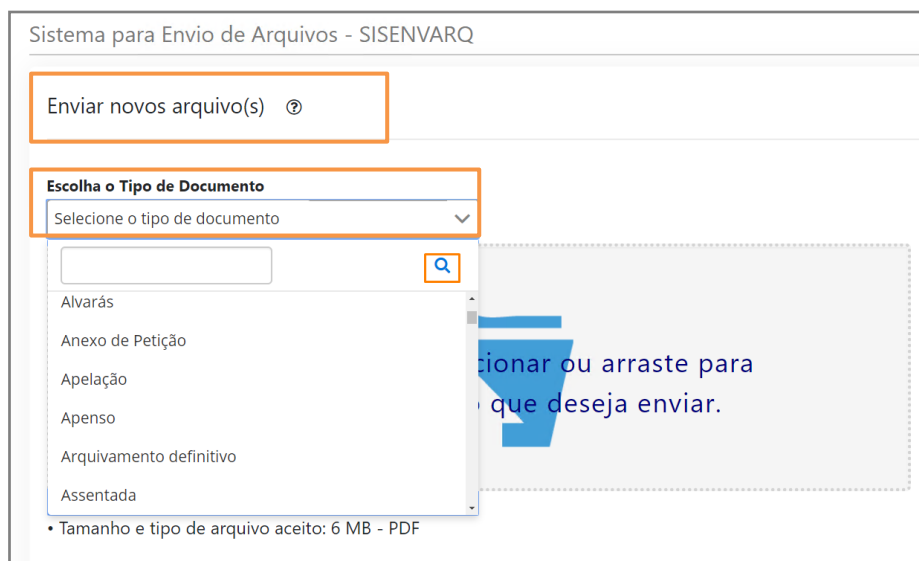 Sistema para Envio de Arquivos - SISENVARQ
Enviar novos arquivo(s)
Escolha o Tipo de Documento
Selecione o tipo de documento
Alvarás
Anexo de Petição
cionar ou arraste para
Apelação
que deseja enviar.
Apenso
Arquivamento definitivo
Assentada
• Tamanho e tipo de arquivo aceito: 6 MB - PDF